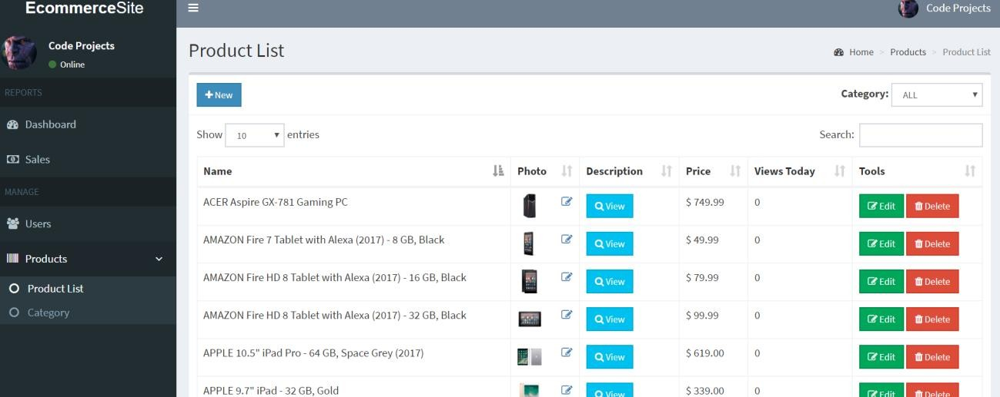 EcommerceSite
Code Projects
Code Projects
Online
REPORTS
Dashboard
Sales
MANAGE
Users
Products
Product List
Category
Product List
Home > Products > Product List
New
Category: ALL
Show 10 entries
Search:
Name Photo Description Price Views Today Tools
ACER Aspire GX-781 Gaming PC View $ 749.99 0 Edit Delete
AMAZON Fire 7 Tablet with Alexa (2017) - 8 GB, Black View $ 49.99 0 Edit Delete
AMAZON Fire HD 8 Tablet with Alexa (2017) - 16 GB, Black View $ 79.99 0 Edit Delete
AMAZON Fire HD 8 Tablet with Alexa (2017) - 32 GB, Black View $ 99.99 0 Edit Delete
APPLE 10.5" iPad Pro - 64 GB, Space Grey (2017) View $ 619.00 0 Edit Delete
APPLE 9.7" iPad - 32 GB, Gold View $ 339.00 0 Edit Delete